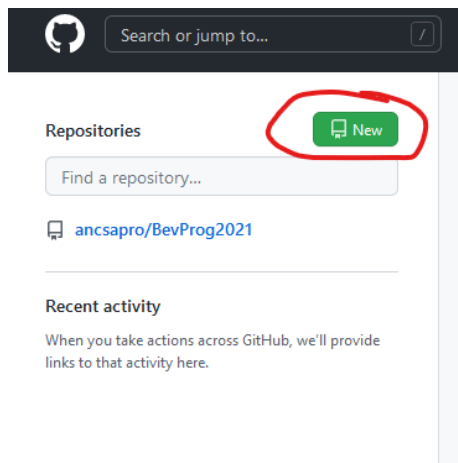 Search or jump to...
/
Repositories
New
Find a repository...
ancsapro/BevProg2021
Recent activity
When you take actions across GitHub, we'll provide
links to that activity here.